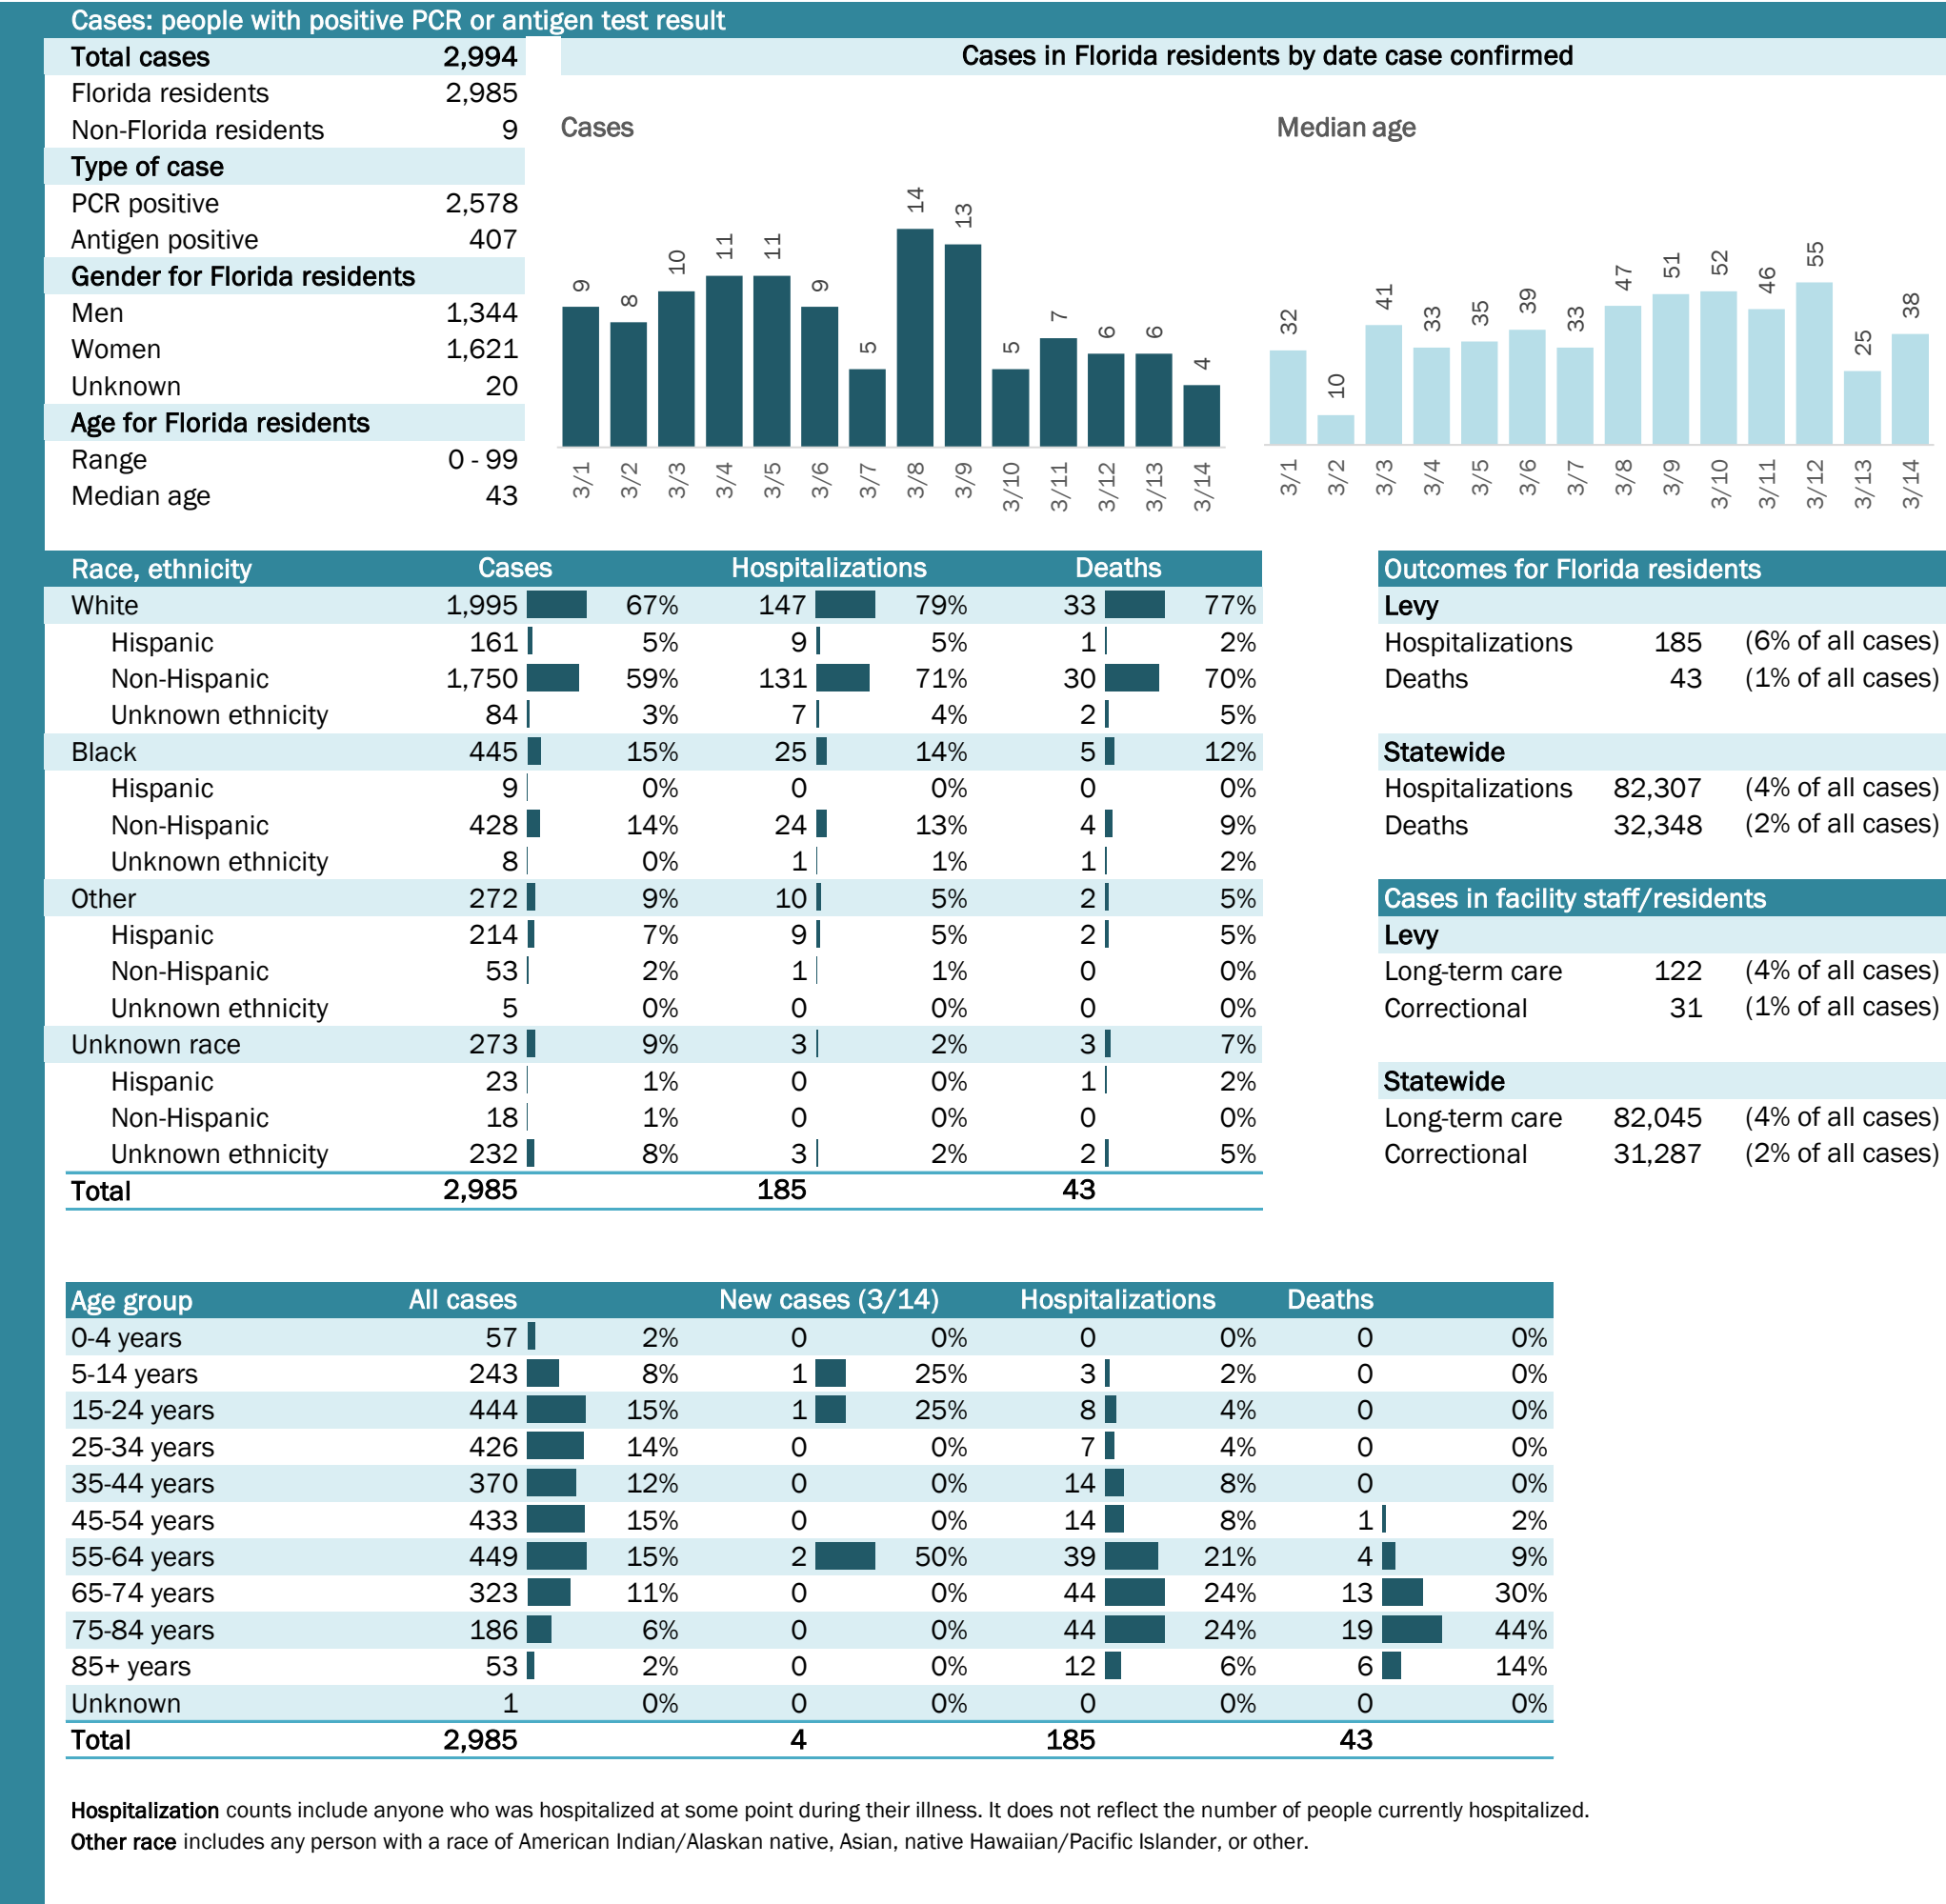 Cases: people with positive PCR or antigen test result
Total cases 2,994
Florida residents 2,985
Non-Florida residents 9
Type of case
PCR positive 2,578
Antigen positive 407
Gender for Florida residents
Men 1,344
Women 1,621
Unknown 20
Age for Florida residents
Range 0 - 99
Median age 43
Cases in Florida residents by date case confirmed
Cases
9 8 10 11 11 9 5 14 13 5 7 6 6 4
3/1 3/2 3/3 3/4 3/5 3/6 3/7 3/8 3/9 3/10 3/11 3/12 3/13 3/14
Median age
32 10 41 33 35 39 33 47 51 52 46 55 25 38
3/1 3/2 3/3 3/4 3/5 3/6 3/7 3/8 3/9 3/10 3/11 3/12 3/13 3/14
Race, ethnicity Cases Hospitalizations Deaths
White 1,995 67% 147 79% 33 77%
Hispanic 161 5% 9 5% 1 2%
Non-Hispanic 1,750 59% 131 71% 30 70%
Unknown ethnicity 84 3% 7 4% 2 5%
Black 445 15% 25 14% 5 12%
Hispanic 9 0% 0 0% 0 0%
Non-Hispanic 428 14% 24 13% 4 9%
Unknown ethnicity 8 0% 1 1% 1 2%
Other 272 9% 10 5% 2 5%
Hispanic 214 7% 9 5% 2 5%
Non-Hispanic 53 2% 1 1% 0 0%
Unknown ethnicity 5 0% 0 0% 0 0%
Unknown race 273 9% 3 2% 3 7%
Hispanic 23 1% 0 0% 1 2%
Non-Hispanic 18 1% 0 0% 0 0%
Unknown ethnicity 232 8% 3 2% 2 5%
Total 2,985 185 43
Outcomes for Florida residents
Levy
Hospitalizations 185 (6% of all cases)
Deaths 43 (1% of all cases)
Statewide
Hospitalizations 82,307 (4% of all cases)
Deaths 32,348 (2% of all cases)
Cases in facility staff/residents
Levy
Long-term care 122 (4% of all cases)
Correctional 31 (1% of all cases)
Statewide
Long-term care 82,045 (4% of all cases)
Correctional 31,287 (2% of all cases)
Age group All cases New cases (3/14) Hospitalizations Deaths
0-4 years 57 2% 0 0% 0 0% 0 0%
5-14 years 243 8% 1 25% 3 2% 0 0%
15-24 years 444 15% 1 25% 8 4% 0 0%
25-34 years 426 14% 0 0% 7 4% 0 0%
35-44 years 370 12% 0 0% 14 8% 0 0%
45-54 years 433 15% 0 0% 14 8% 1 2%
55-64 years 449 15% 2 50% 39 21% 4 9%
65-74 years 323 11% 0 0% 44 24% 13 30%
75-84 years 186 6% 0 0% 44 24% 19 44%
85+ years 53 2% 0 0% 12 6% 6 14%
Unknown 1 0% 0 0% 0 0% 0 0%
Total 2,985 4 185 43
Hospitalization counts include anyone who was hospitalized at some point during their illness. It does not reflect the number of people currently hospitalized.
Other race includes any person with a race of American Indian/Alaskan native, Asian, native Hawaiian/Pacific Islander, or other.